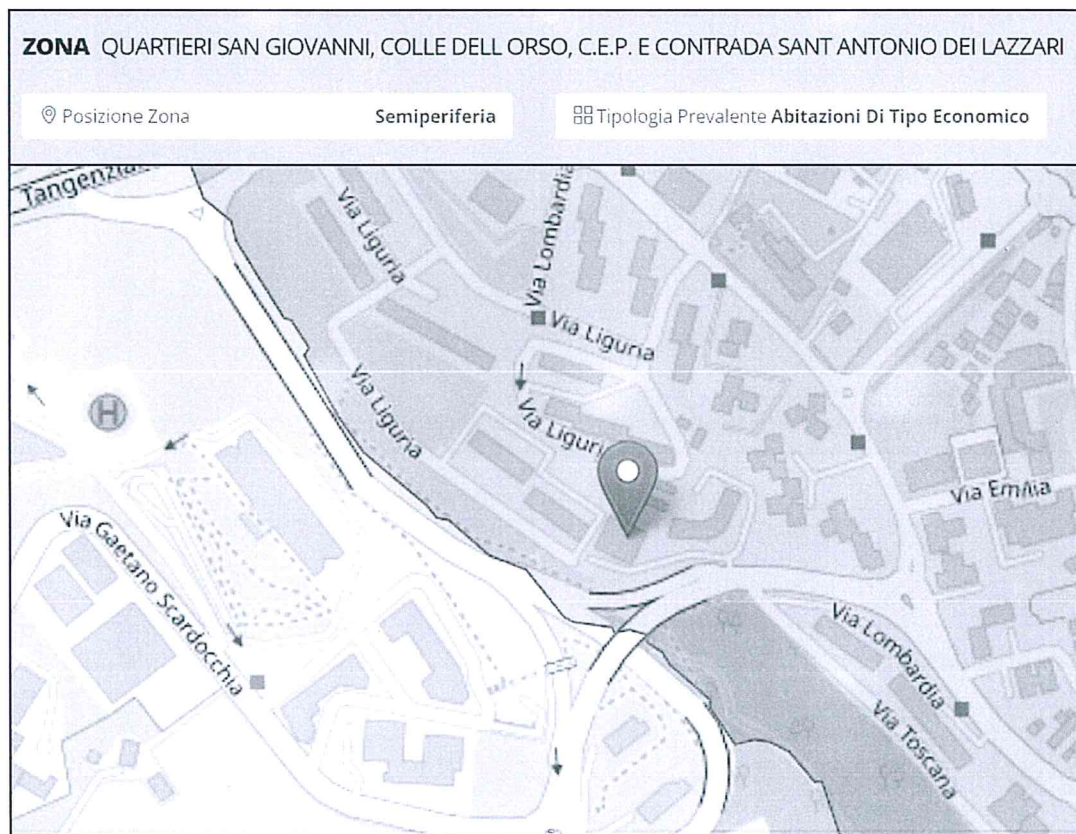 ZONA QUARTIERI SAN GIOVANNI, COLLE DELL ORSO, C.E.P. E CONTRADA SANT ANTONIO DEI LAZZARI
Posizione Zona Semiperiferia
Tipologia Prevalente Abitazioni Di Tipo Economico
Via Liguria
Via Lombardia
Via Liguria
Via Liguria
Via Liguria
H
Via Emilia
Via Gaetano Scardocchia
Via Lombardia
Via Toscana